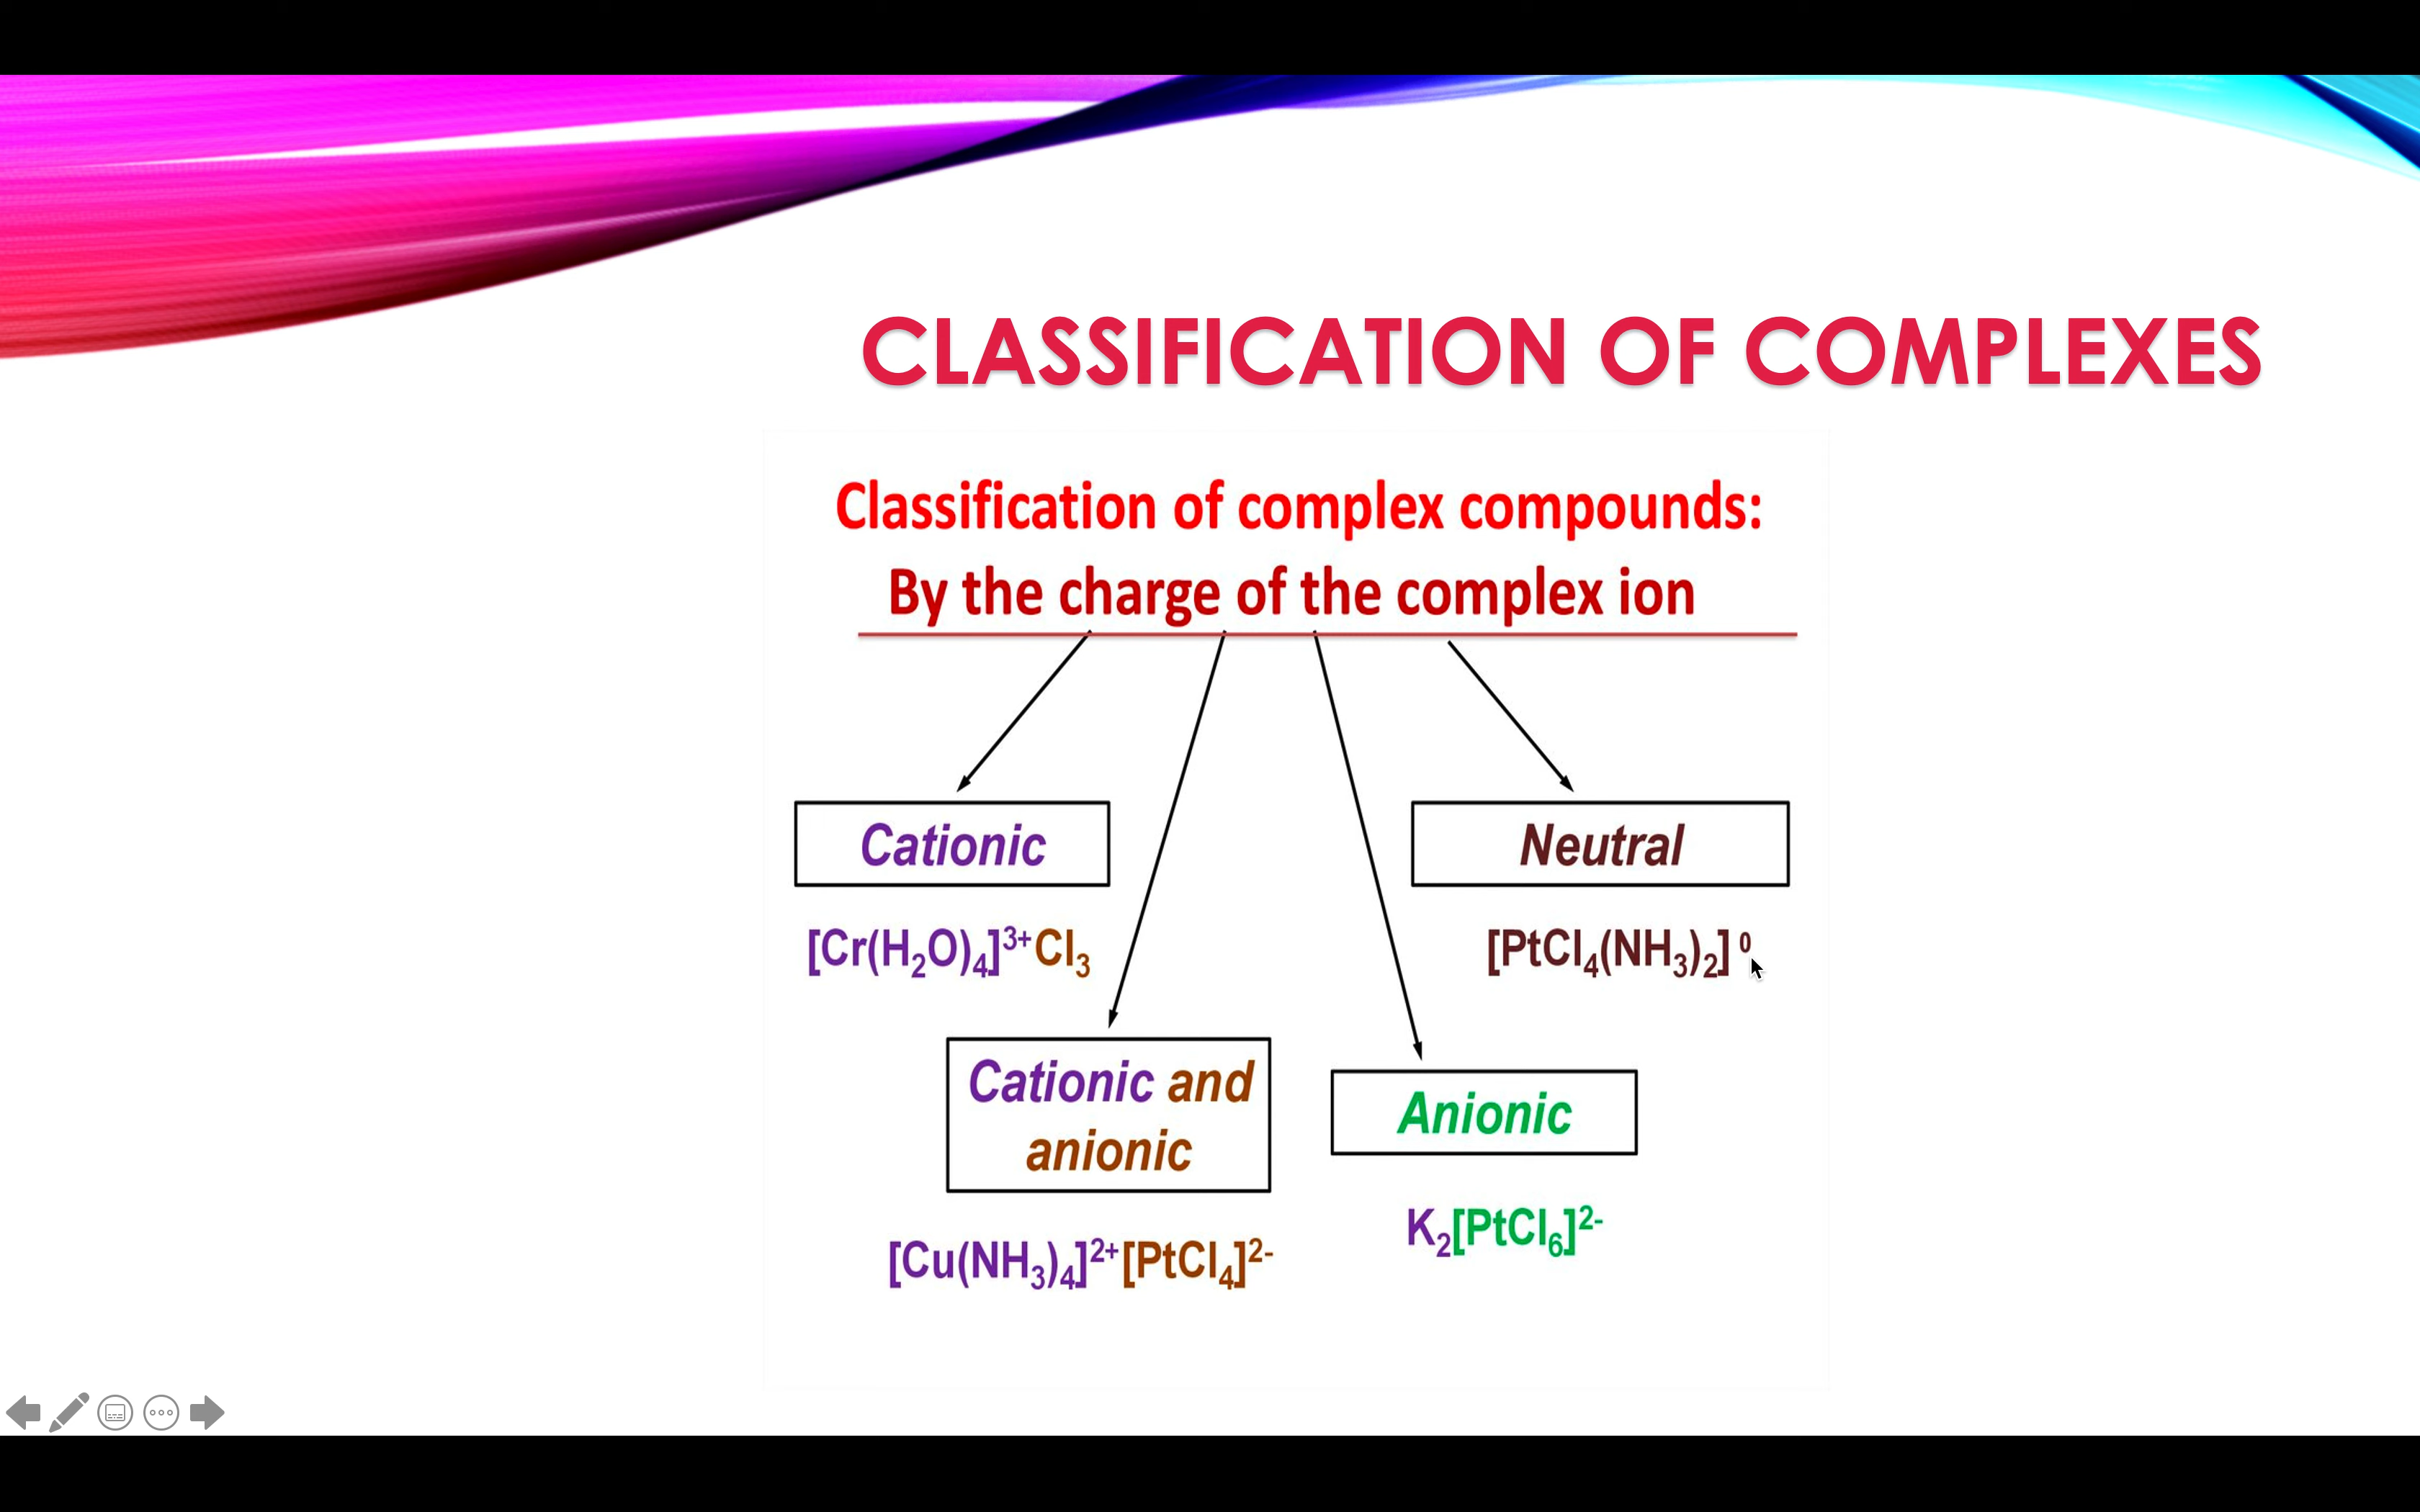 CLASSIFICATION OF COMPLEXES
Classification of complex compounds:
By the charge of the complex ion
Cationic
Neutral
[Cr(H₂O)₄]³⁺Cl₃
[PtCl₄(NH₃)₂]⁰
Cationic and
anionic
Anionic
K₂[PtCl₆]²⁻
[Cu(NH₃)₄]²⁺[PtCl₄]²⁻